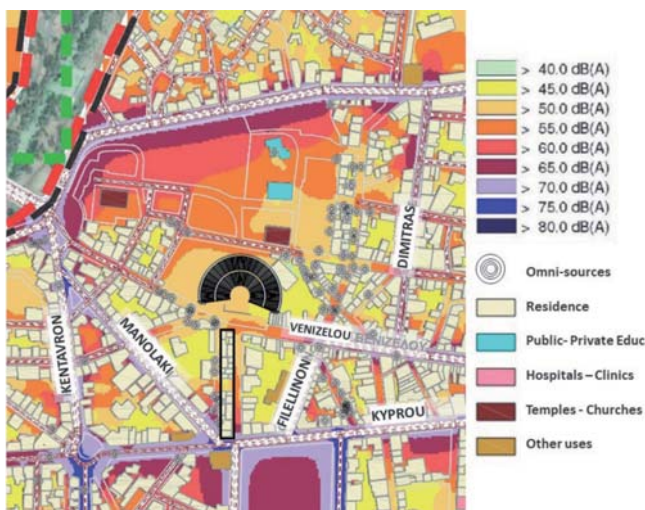 > 40.0 dB(A)
> 45.0 dB(A)
> 50.0 dB(A)
> 55.0 dB(A)
> 60.0 dB(A)
> 65.0 dB(A)
> 70.0 dB(A)
> 75.0 dB(A)
> 80.0 dB(A)
Omni-sources
Residence
Public- Private Educ
Hospitals – Clinics
Temples - Churches
Other uses
DIMITRAS
VENIZELOU ΒΕΝΙΖΕΛΟΥ
KENTAVRON
MANOLAKI
FILELLINON
KYPROU